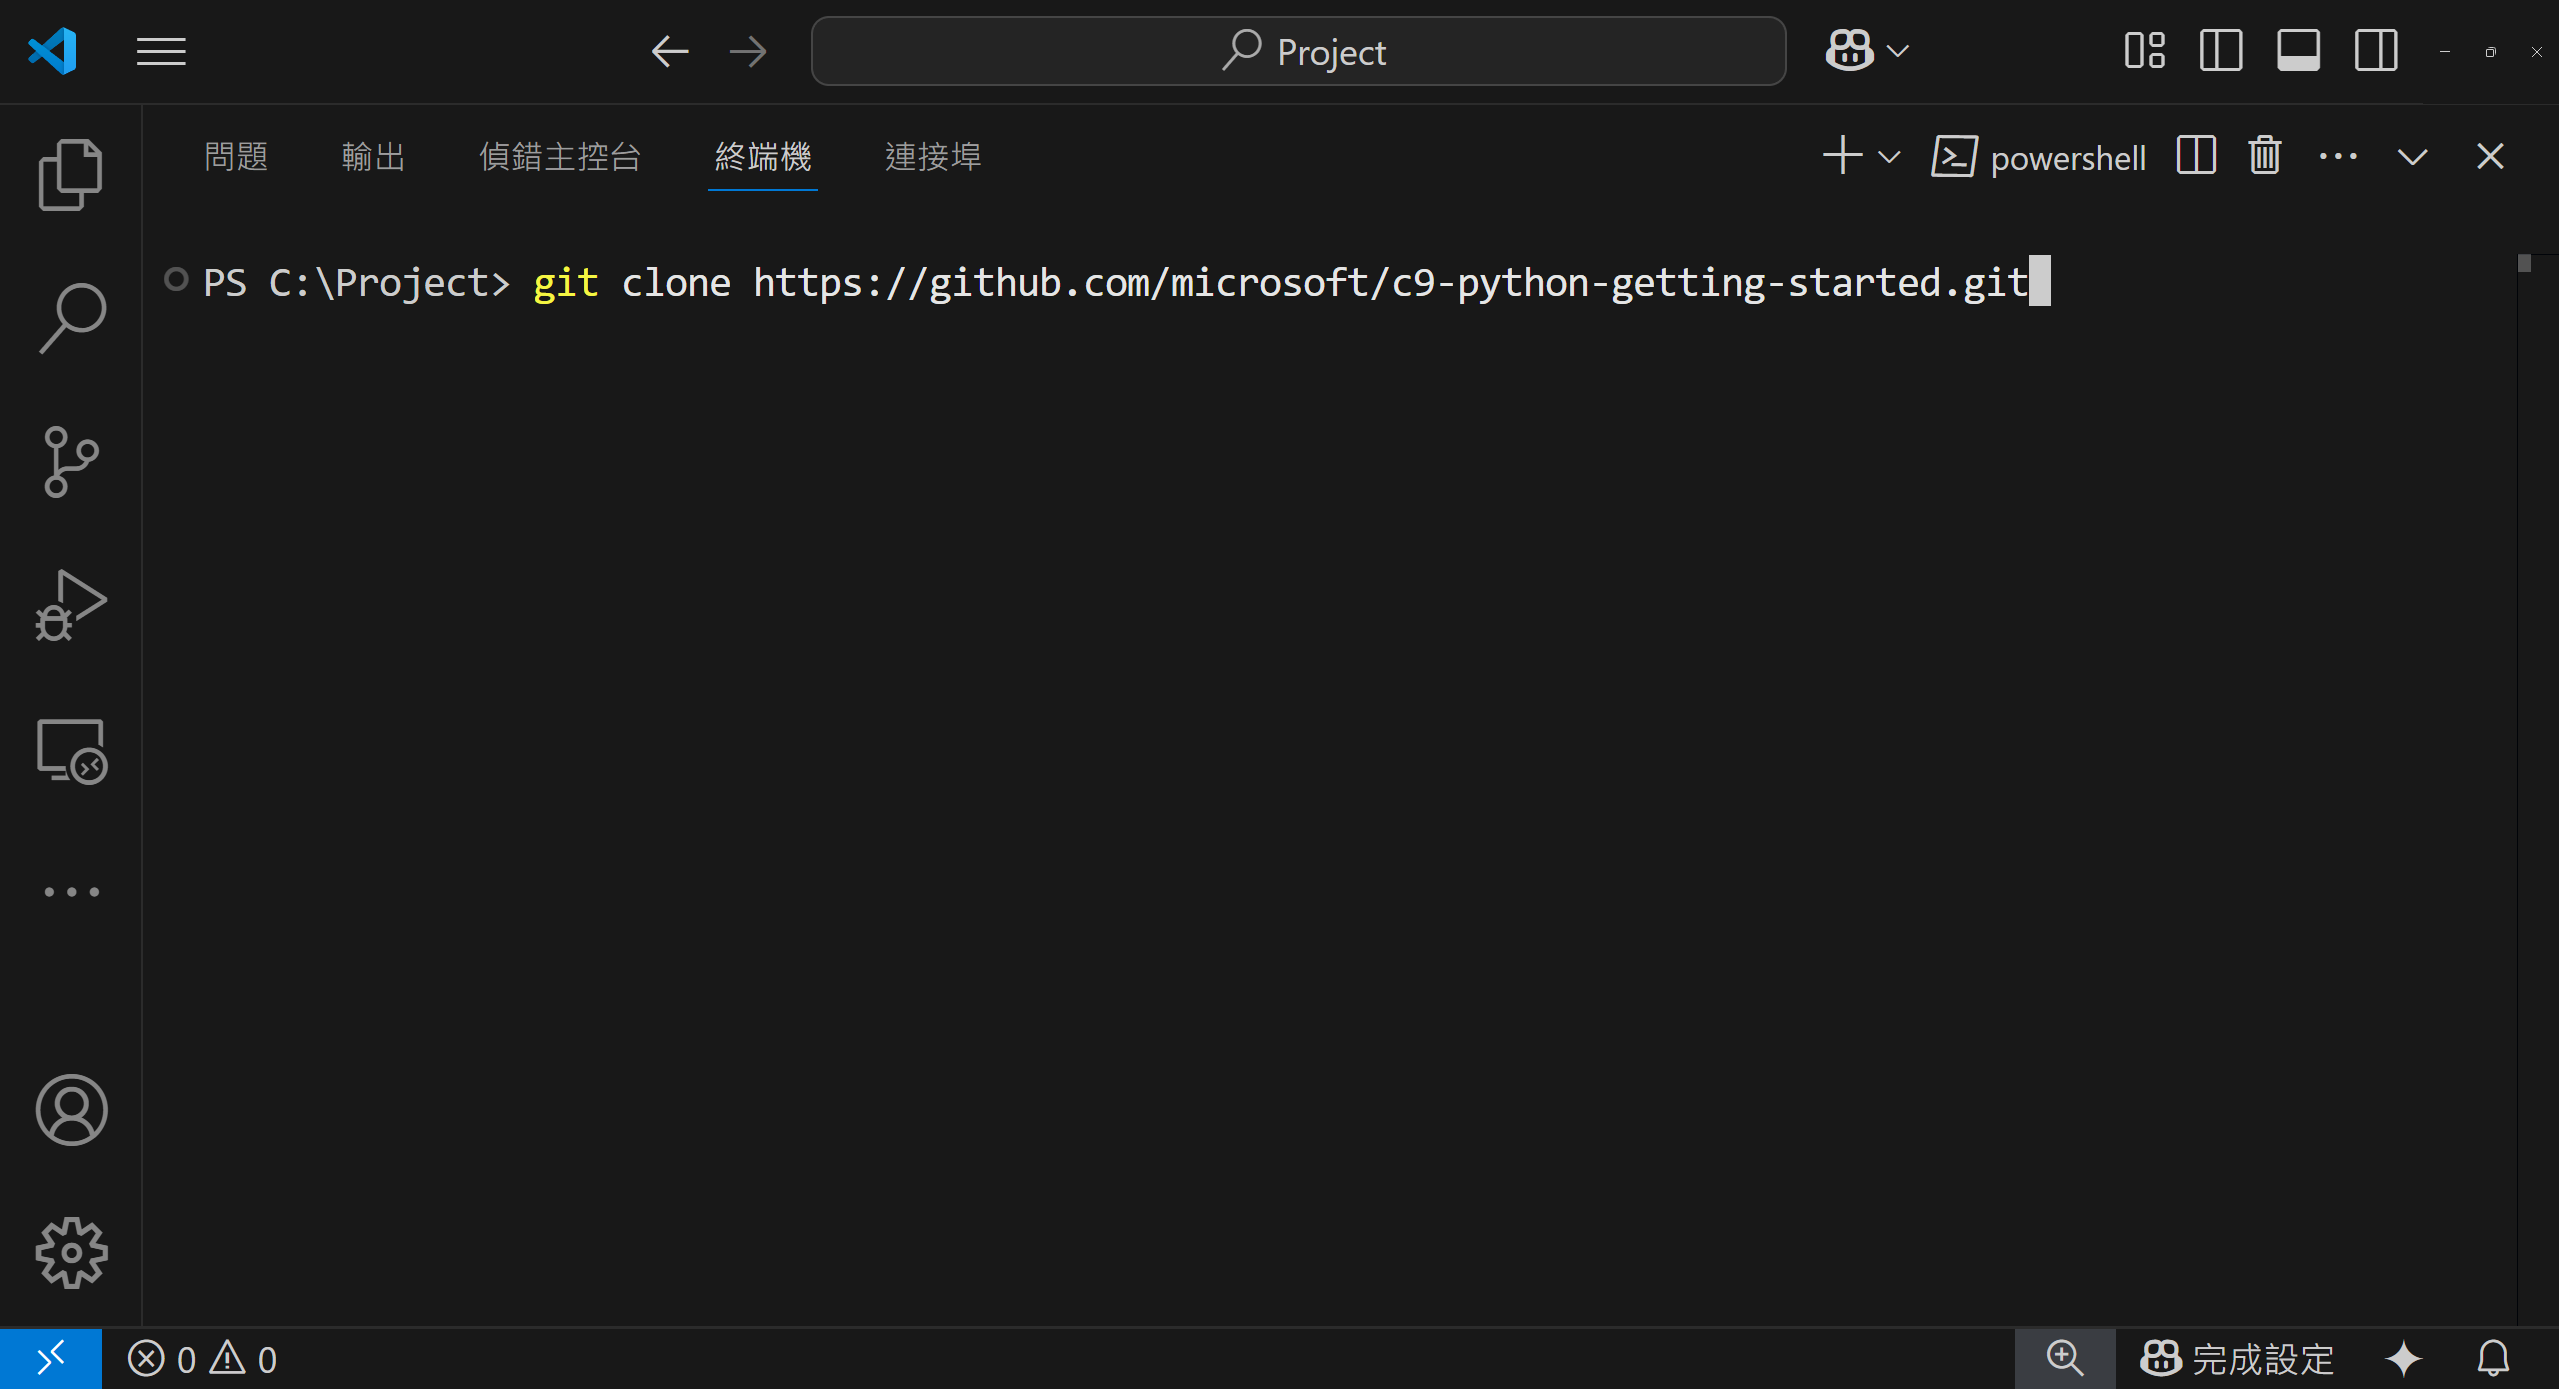 Project
問題 輸出 偵錯主控台 終端機 連接埠 powershell
PS C:\Project> git clone https://github.com/microsoft/c9-python-getting-started.git
0 0 完成設定